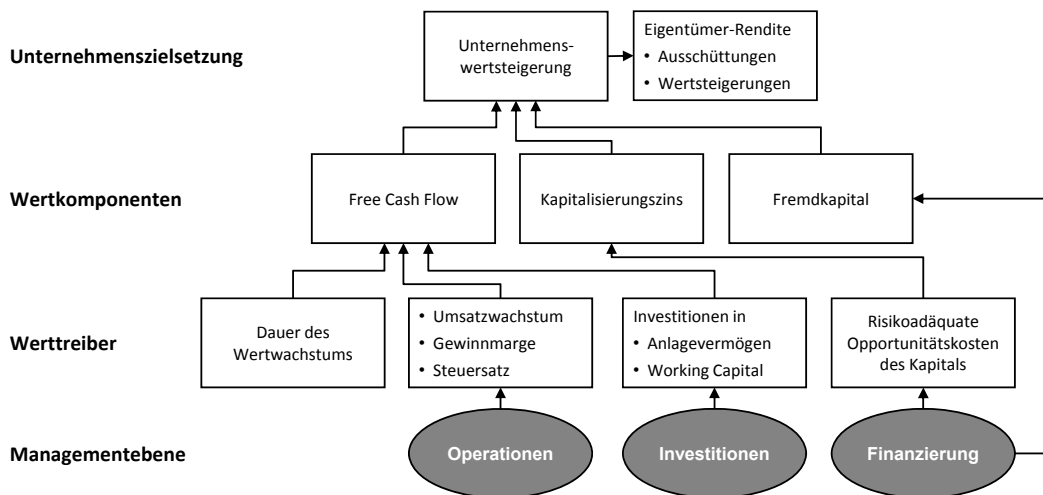 Unternehmenszielsetzung
Unternehmens-
wertsteigerung
Eigentümer-Rendite
• Ausschüttungen
• Wertsteigerungen
Wertkomponenten
Free Cash Flow
Kapitalisierungszins
Fremdkapital
Werttreiber
Dauer des
Wertwachstums
• Umsatzwachstum
• Gewinnmarge
• Steuersatz
Investitionen in
• Anlagevermögen
• Working Capital
Risikoadäquate
Opportunitätskosten
des Kapitals
Managementebene
Operationen
Investitionen
Finanzierung